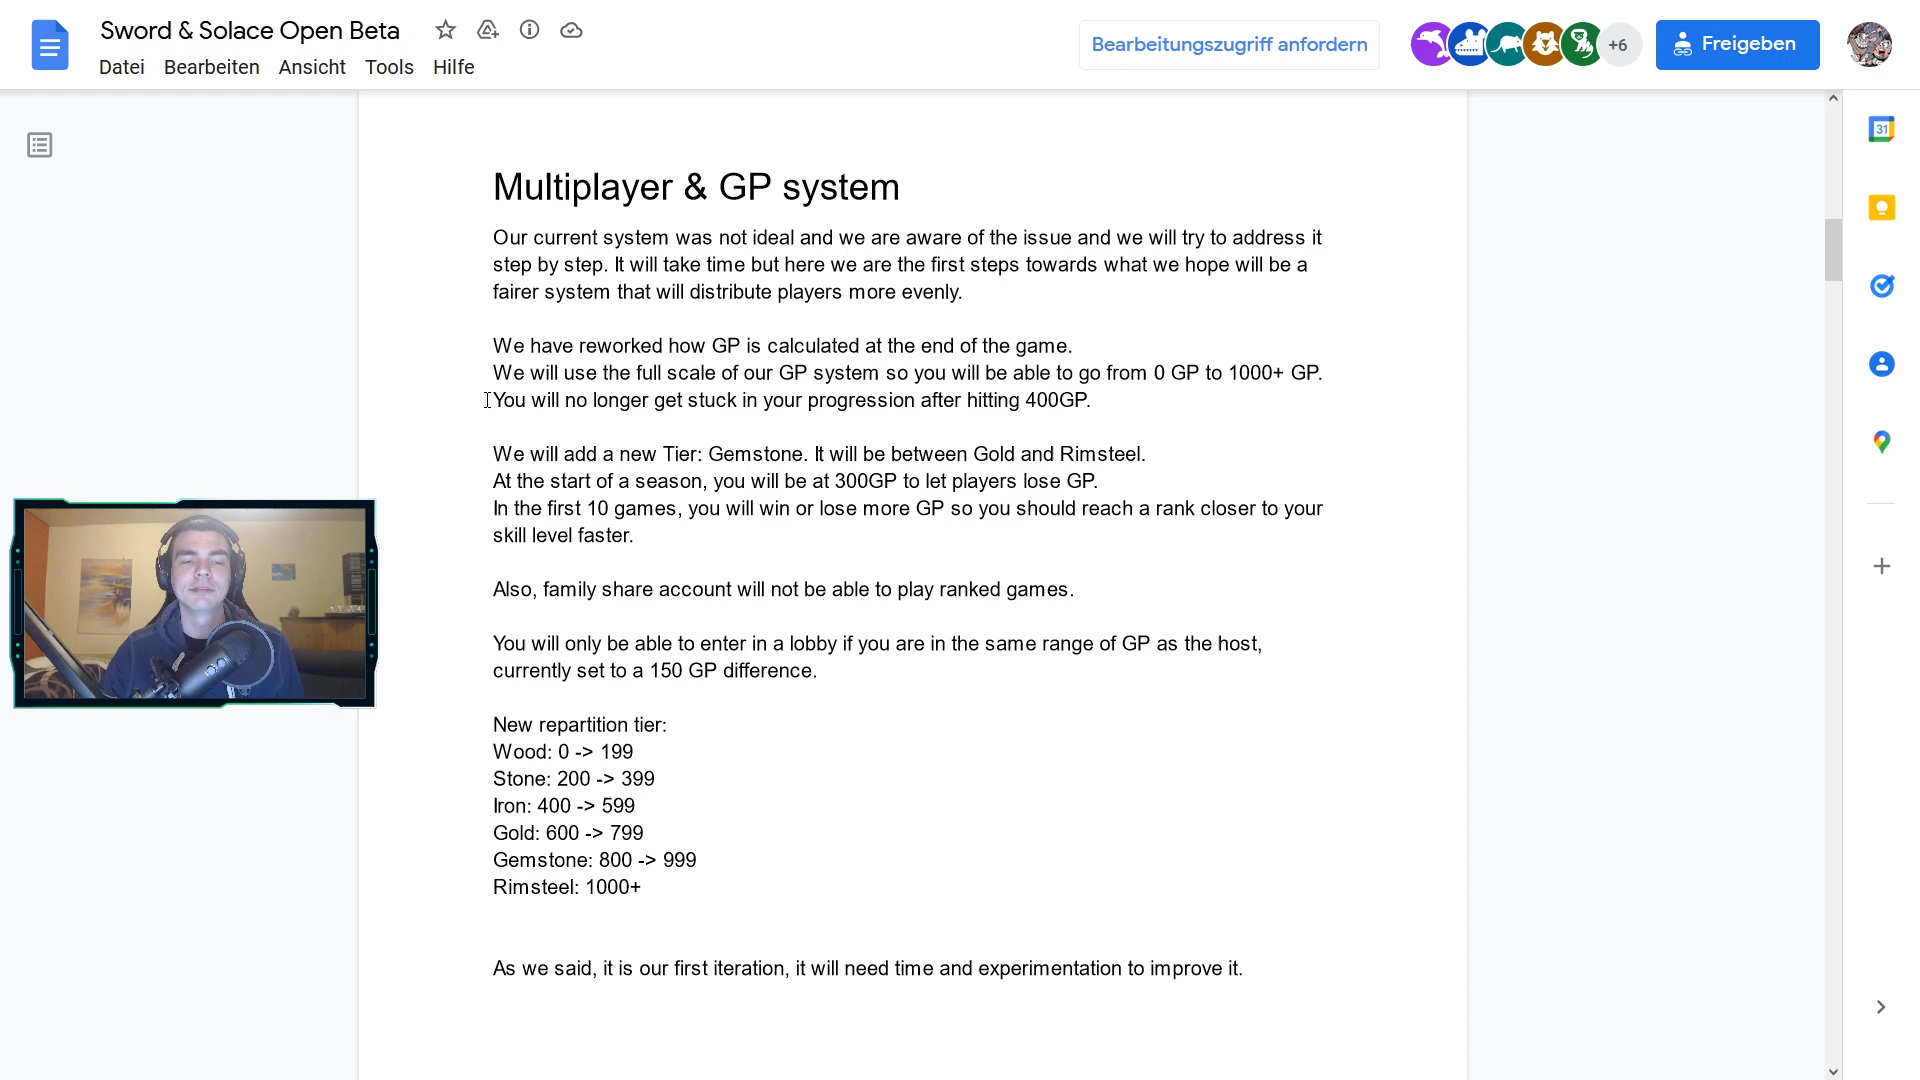 Sword & Solace Open Beta
Datei Bearbeiten Ansicht Tools Hilfe
Bearbeitungszugriff anfordern
+6
Freigeben
31
Multiplayer & GP system
Our current system was not ideal and we are aware of the issue and we will try to address it
step by step. It will take time but here we are the first steps towards what we hope will be a
fairer system that will distribute players more evenly.
We have reworked how GP is calculated at the end of the game.
We will use the full scale of our GP system so you will be able to go from 0 GP to 1000+ GP.
You will no longer get stuck in your progression after hitting 400GP.
We will add a new Tier: Gemstone. It will be between Gold and Rimsteel.
At the start of a season, you will be at 300GP to let players lose GP.
In the first 10 games, you will win or lose more GP so you should reach a rank closer to your
skill level faster.
Also, family share account will not be able to play ranked games.
You will only be able to enter in a lobby if you are in the same range of GP as the host,
currently set to a 150 GP difference.
New repartition tier:
Wood: 0 -> 199
Stone: 200 -> 399
Iron: 400 -> 599
Gold: 600 -> 799
Gemstone: 800 -> 999
Rimsteel: 1000+
As we said, it is our first iteration, it will need time and experimentation to improve it.